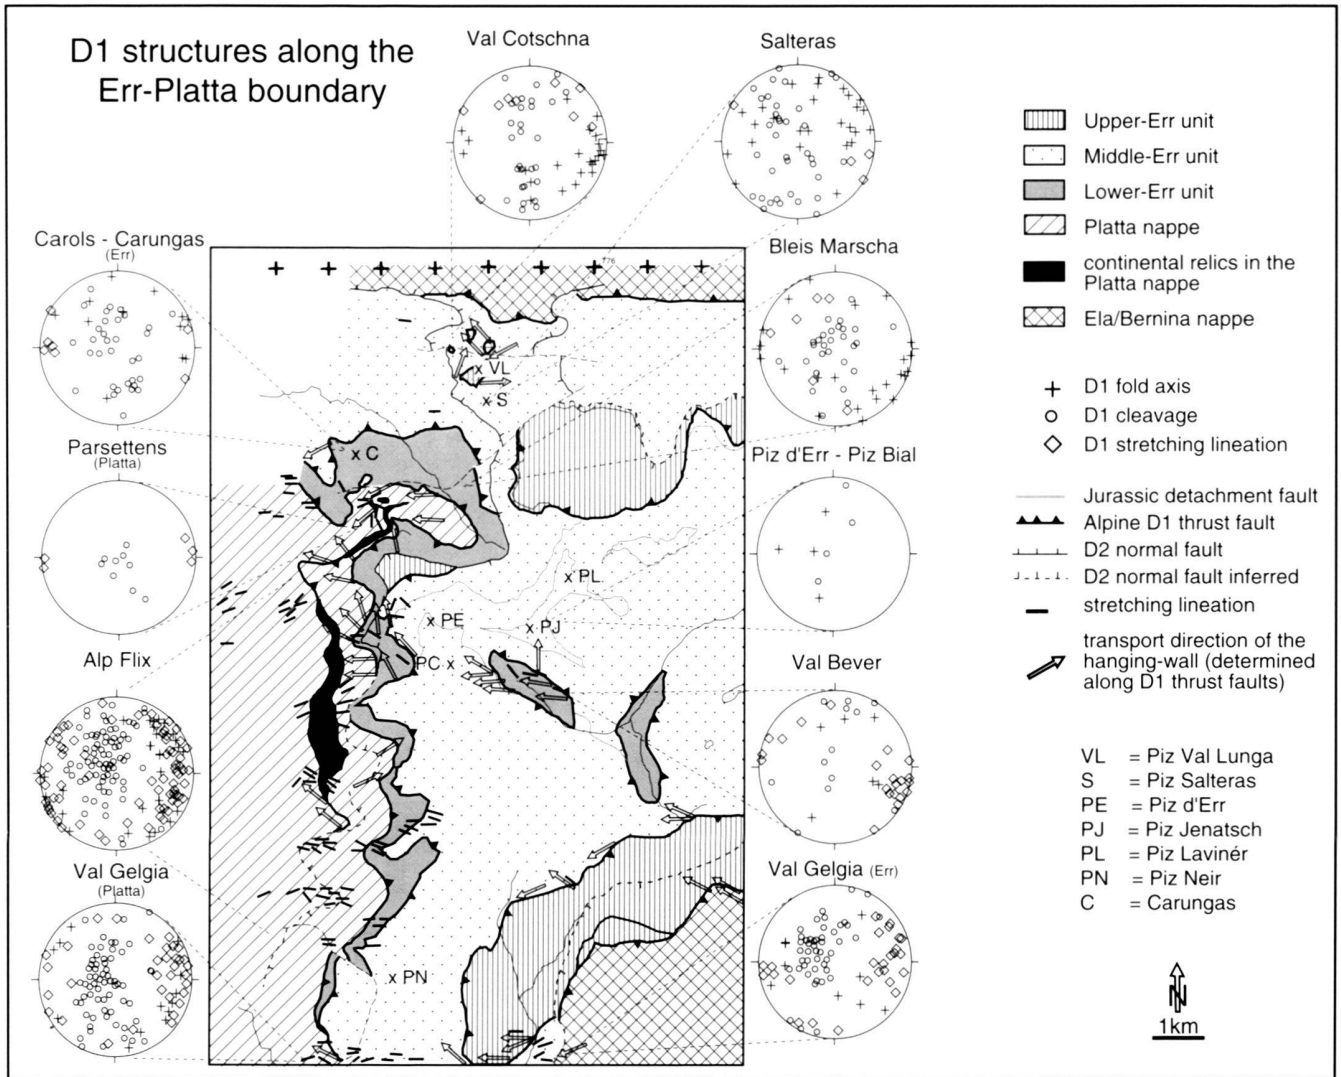 D1 structures along the
Err-Platta boundary
Val Cotschna
Salteras
Carols - Carungas
(Err)
Bleis Marscha
Parsettens
(Platta)
Piz d'Err - Piz Bial
Alp Flix
Val Bever
Val Gelgia
(Platta)
Val Gelgia (Err)
776
x VL
x S
x C
x PL
x PE
x PJ
PC x
x PN
Upper-Err unit
Middle-Err unit
Lower-Err unit
Platta nappe
continental relics in the
Platta nappe
Ela/Bernina nappe
D1 fold axis
D1 cleavage
D1 stretching lineation
Jurassic detachment fault
Alpine D1 thrust fault
D2 normal fault
D2 normal fault inferred
stretching lineation
transport direction of the
hanging-wall (determined
along D1 thrust faults)
VL = Piz Val Lunga
S = Piz Salteras
PE = Piz d'Err
PJ = Piz Jenatsch
PL = Piz Lavinér
PN = Piz Neir
C = Carungas
N
1km